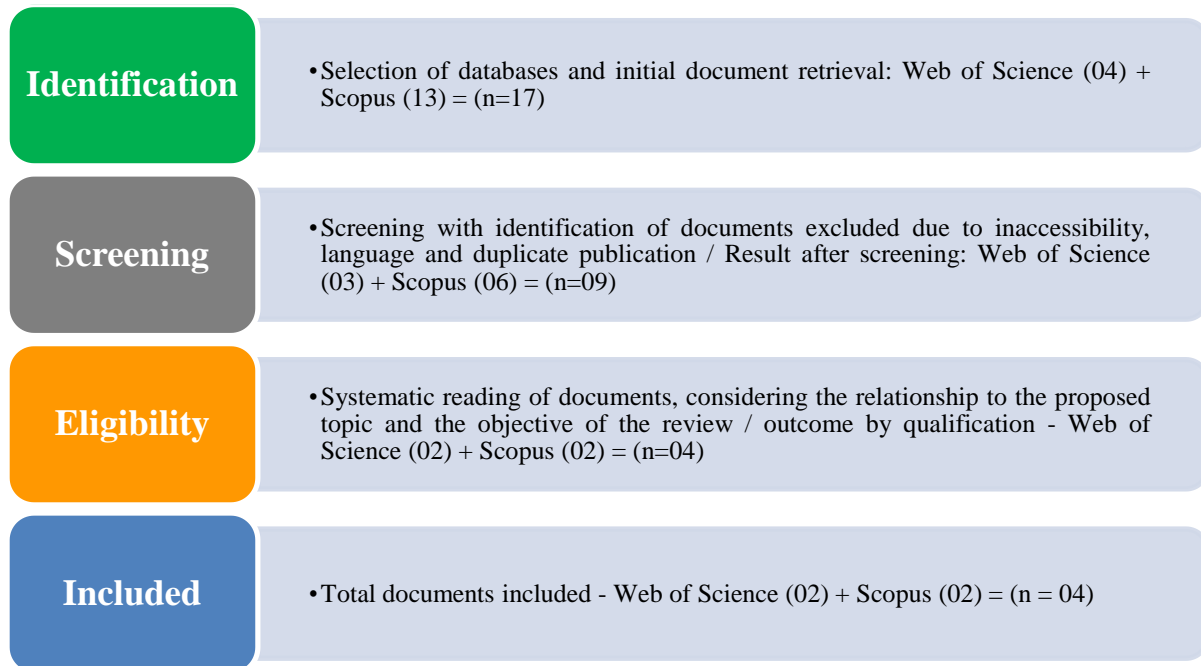 Identification
•Selection of databases and initial document retrieval: Web of Science (04) +
Scopus (13) = (n=17)
Screening
•Screening with identification of documents excluded due to inaccessibility,
language and duplicate publication / Result after screening: Web of Science
(03) + Scopus (06) = (n=09)
Eligibility
•Systematic reading of documents, considering the relationship to the proposed
topic and the objective of the review / outcome by qualification - Web of
Science (02) + Scopus (02) = (n=04)
Included
•Total documents included - Web of Science (02) + Scopus (02) = (n = 04)